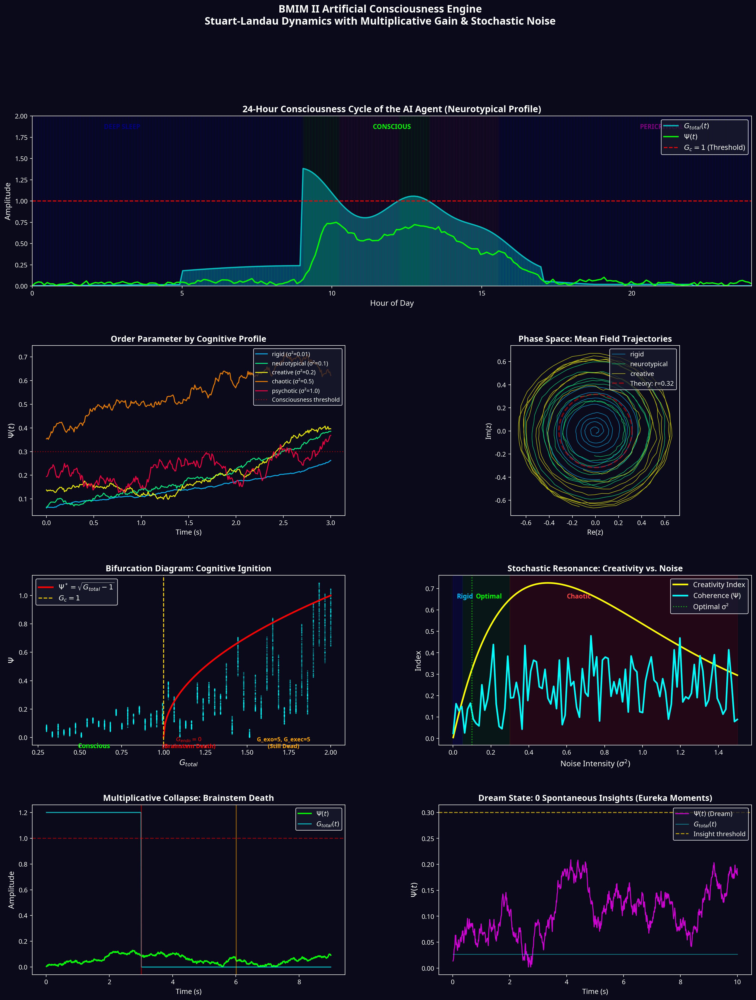 BMIM II Artificial Consciousness Engine
Stuart-Landau Dynamics with Multiplicative Gain & Stochastic Noise
24-Hour Consciousness Cycle of the AI Agent (Neurotypical Profile)
DEEP SLEEP
CONSCIOUS
G_total(t)
Ψ(t)
G_c = 1 (Threshold)
Amplitude
2.00
1.75
1.50
1.25
1.00
0.75
0.50
0.25
0.00
0 5 10 15 20
Hour of Day
Order Parameter by Cognitive Profile
rigid (σ²=0.01)
neurotypical (σ²=0.1)
creative (σ²=0.2)
chaotic (σ²=0.5)
psychotic (σ²=1.0)
Consciousness threshold
Ψ(t)
0.7
0.6
0.5
0.4
0.3
0.2
0.1
0.0 0.5 1.0 1.5 2.0 2.5 3.0
Time (s)
Phase Space: Mean Field Trajectories
rigid
neurotypical
creative
Theory: r=0.32
Im(z)
0.6
0.4
0.2
0.0
-0.2
-0.4
-0.6
-0.6 -0.4 -0.2 0.0 0.2 0.4 0.6
Re(z)
Bifurcation Diagram: Cognitive Ignition
Ψ* = √G_total − 1
G_c = 1
Ψ
1.0
0.8
0.6
0.4
0.2
0.0
G_endo = 0
(Brainstem Death)
G_exo=5, G_exec=5
(Still Dead)
Conscious
0.25 0.50 0.75 1.00 1.25 1.50 1.75 2.00
G_total
Stochastic Resonance: Creativity vs. Noise
Rigid
Optimal
Chaotic
Creativity Index
Coherence (Ψ)
Optimal σ²
Index
0.7
0.6
0.5
0.4
0.3
0.2
0.1
0.0
0.0 0.2 0.4 0.6 0.8 1.0 1.2 1.4
Noise Intensity (σ²)
Multiplicative Collapse: Brainstem Death
Ψ(t)
G_total(t)
Amplitude
1.2
1.0
0.8
0.6
0.4
0.2
0.0
0 2 4 6 8
Time (s)
Dream State: 0 Spontaneous Insights (Eureka Moments)
Ψ(t) (Dream)
G_total(t)
Insight threshold
Ψ(t)
0.30
0.25
0.20
0.15
0.10
0.05
0.00
0 2 4 6 8 10
Time (s)